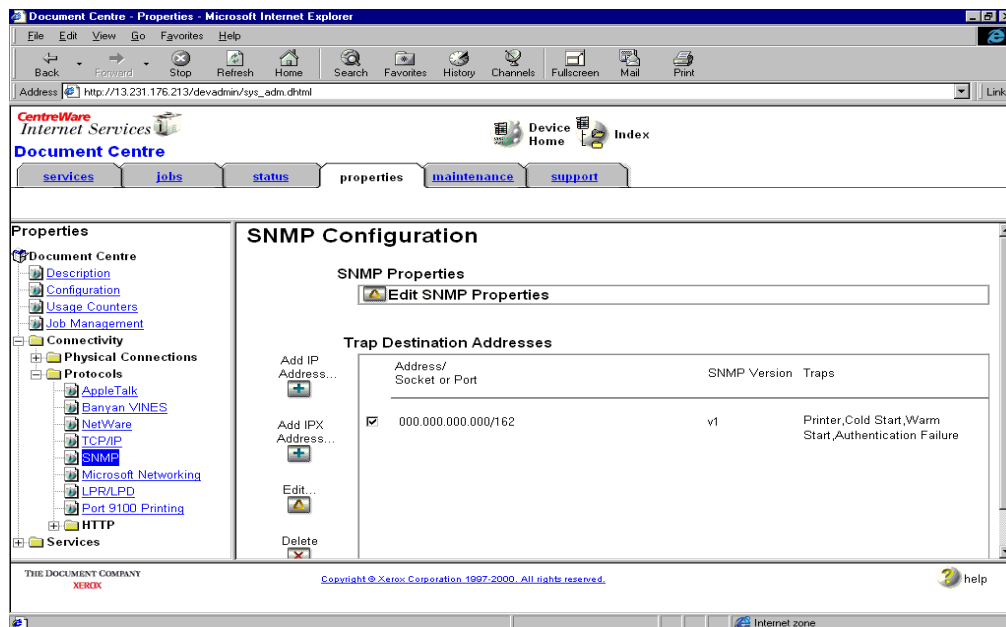 Document Centre - Properties - Microsoft Internet Explorer
File Edit View Go Favorites Help
Back Forward Stop Refresh Home Search Favorites History Channels Fullscreen Mail Print
Address http://13.231.176.213/devadmin/sys_adm.dhtml Link
CentreWare
Internet Services
Document Centre
Device Home
Index
services jobs status properties maintenance support
Properties
Document Centre
Description
Configuration
Usage Counters
Job Management
Connectivity
Physical Connections
Protocols
AppleTalk
Banyan VINES
NetWare
TCP/IP
SNMP
Microsoft Networking
LPR/LPD
Port 9100 Printing
HTTP
Services
SNMP Configuration
SNMP Properties
Edit SNMP Properties
Trap Destination Addresses
Add IP
Address...
Add IPX
Address...
Edit...
Delete
Address/
Socket or Port
SNMP Version Traps
000.000.000.000/162 v1 Printer,Cold Start,Warm
Start,Authentication Failure
THE DOCUMENT COMPANY
XEROX
Copyright © Xerox Corporation 1997-2000. All rights reserved.
help
Internet zone